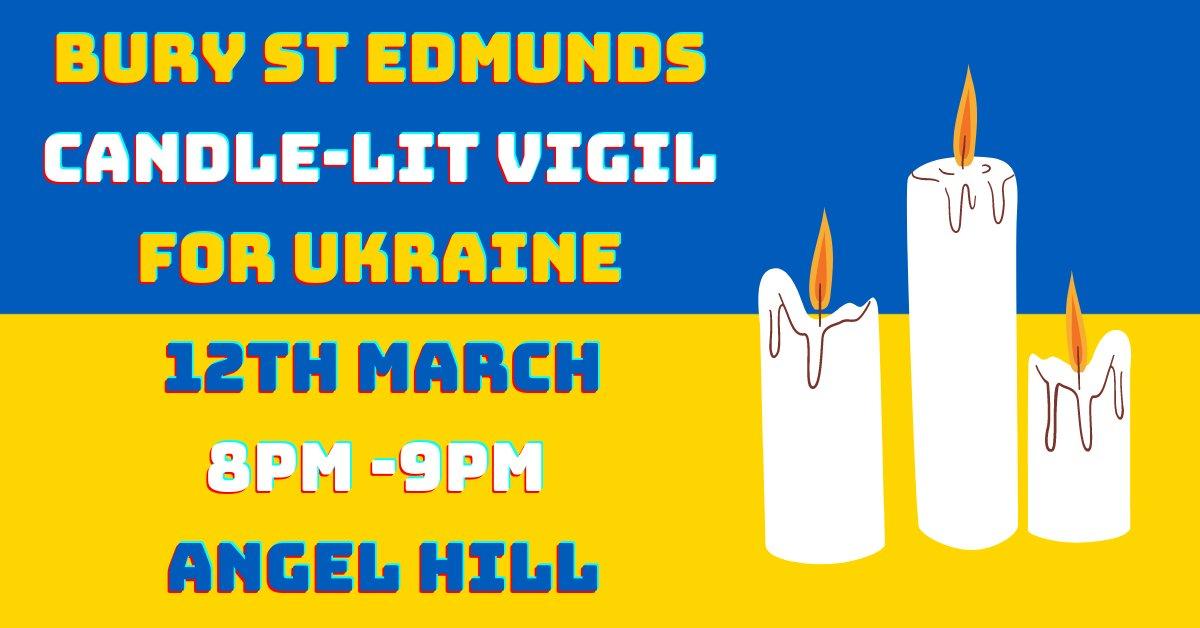 BURY ST EDMUNDS
CANDLE-LIT VIGIL
FOR UKRAINE
12TH MARCH
8PM -9PM
ANGEL HILL